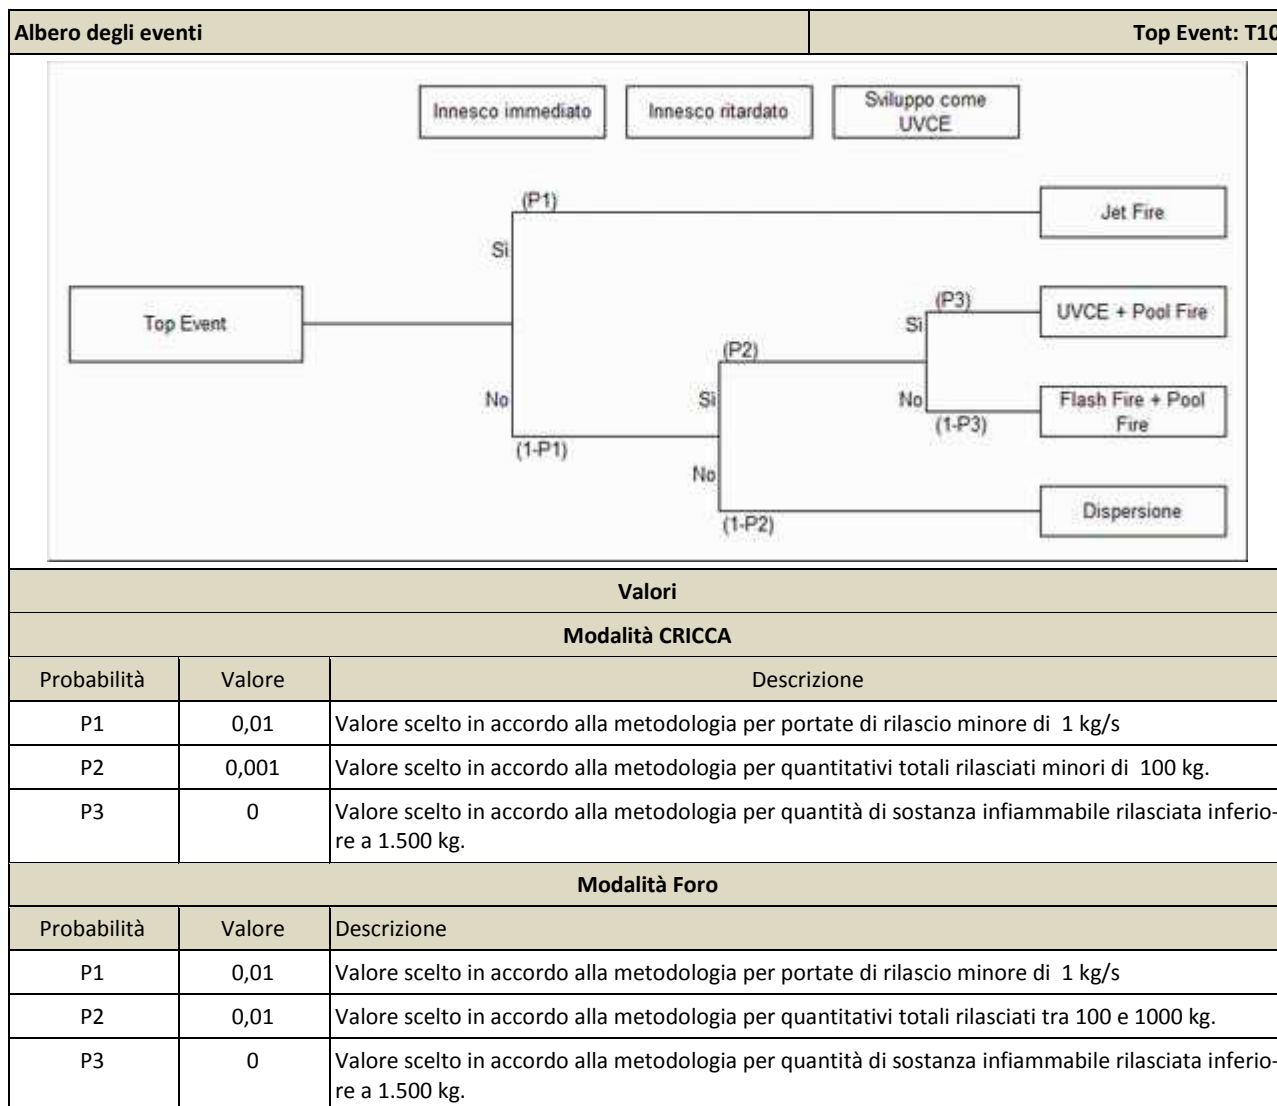 Albero degli eventi
Top Event: T10
Innesco immediato
Innesco ritardato
Sviluppo come
UVCE
(P1)
Jet Fire
Sì
Top Event
(P3)
UVCE + Pool Fire
Sì
(P2)
No
Sì
No
Flash Fire + Pool
Fire
(1-P3)
(1-P1)
No
Dispersione
(1-P2)
Valori
Modalità CRICCA
Probabilità Valore Descrizione
P1 0,01 Valore scelto in accordo alla metodologia per portate di rilascio minore di 1 kg/s
P2 0,001 Valore scelto in accordo alla metodologia per quantitativi totali rilasciati minori di 100 kg.
P3 0 Valore scelto in accordo alla metodologia per quantità di sostanza infiammabile rilasciata inferio-
re a 1.500 kg.
Modalità Foro
Probabilità Valore Descrizione
P1 0,01 Valore scelto in accordo alla metodologia per portate di rilascio minore di 1 kg/s
P2 0,01 Valore scelto in accordo alla metodologia per quantitativi totali rilasciati tra 100 e 1000 kg.
P3 0 Valore scelto in accordo alla metodologia per quantità di sostanza infiammabile rilasciata inferio-
re a 1.500 kg.